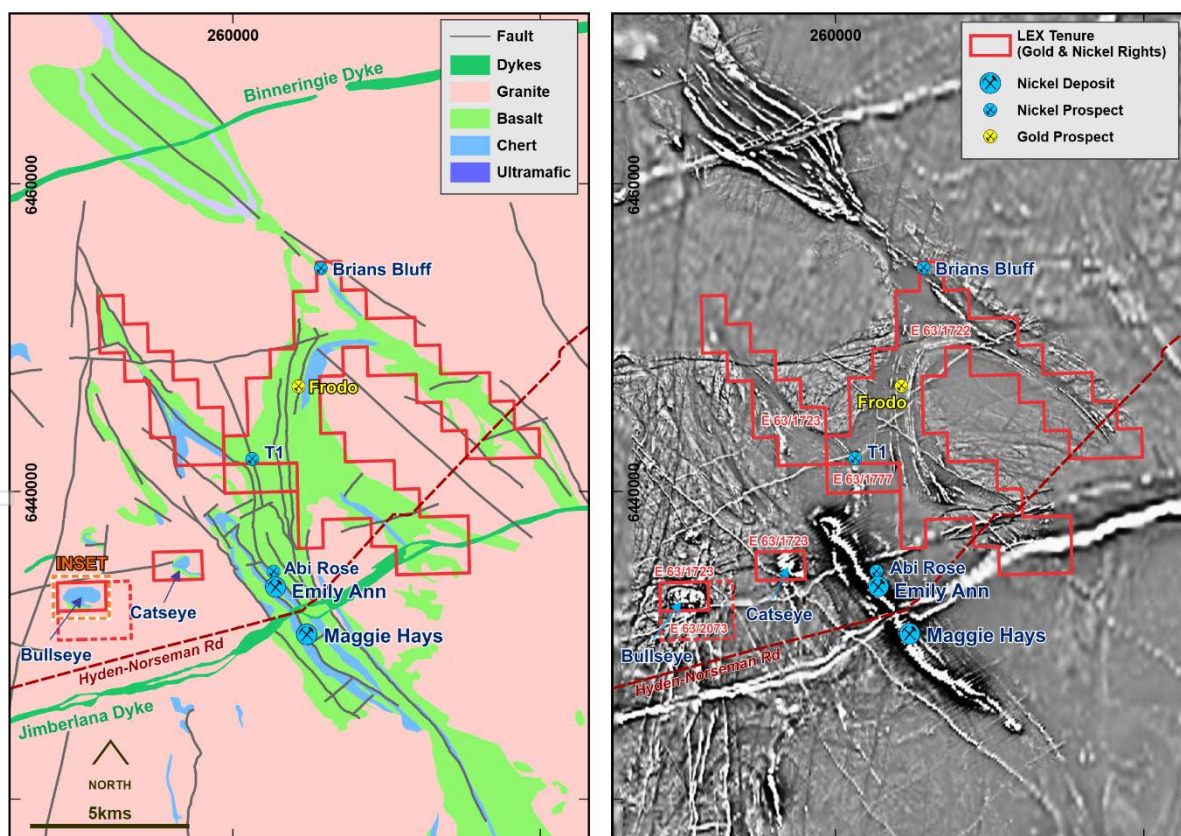 260000
Fault
Dykes
Granite
Basalt
Chert
Ultramafic
Binneringie Dyke
6460000
Brians Bluff
Frodo
T1
6440000
INSET
Abi Rose
Emily Ann
Catseye
Bullseye
Maggie Hays
Hyden-Norseman Rd
Jimberlana Dyke
NORTH
5kms
260000
LEX Tenure
(Gold & Nickel Rights)
Nickel Deposit
Nickel Prospect
Gold Prospect
6460000
Brians Bluff
E 63/1722
Frodo
E 63/1723
T1
E 63/1777
6440000
E 63/1723
E 63/1723
Abi Rose
Emily Ann
Catseye
E 63/2073
Bullseye
Maggie Hays
Hyden-Norseman Rd